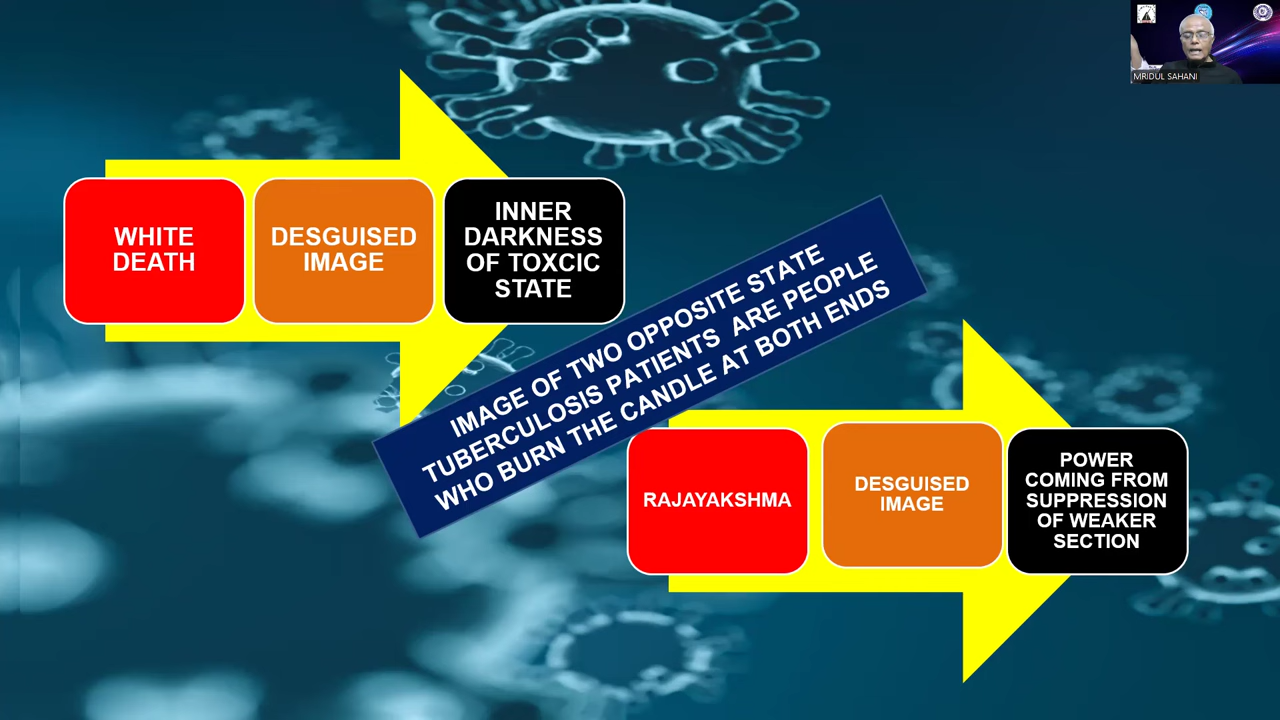 MRIDUL SAHANI
WHITE
DEATH
DESGUISED
IMAGE
INNER
DARKNESS
OF TOXCIC
STATE
IMAGE OF TWO OPPOSITE STATE
TUBERCULOSIS PATIENTS ARE PEOPLE
WHO BURN THE CANDLE AT BOTH ENDS
RAJAYAKSHMA
DESGUISED
IMAGE
POWER
COMING FROM
SUPPRESSION
OF WEAKER
SECTION